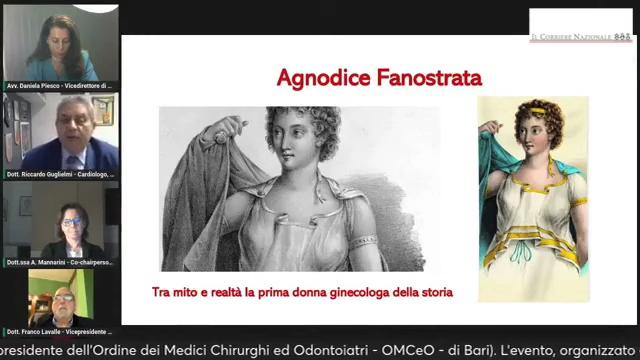 IL CORRIERE NAZIONALE
Agnodice Fanostrata
Avv. Daniela Piesco - Vicedirettore di ...
Dott. Riccardo Guglielmi - Cardiologo, ...
Dott.ssa A. Mannarini - Co-chairperso...
Tra mito e realtà la prima donna ginecologa della storia
Dott. Franco Lavalle - Vicepresidente ...
presidente dell'Ordine dei Medici Chirurghi ed Odontoiatri - OMCeO - di Bari). L'evento, organizzato